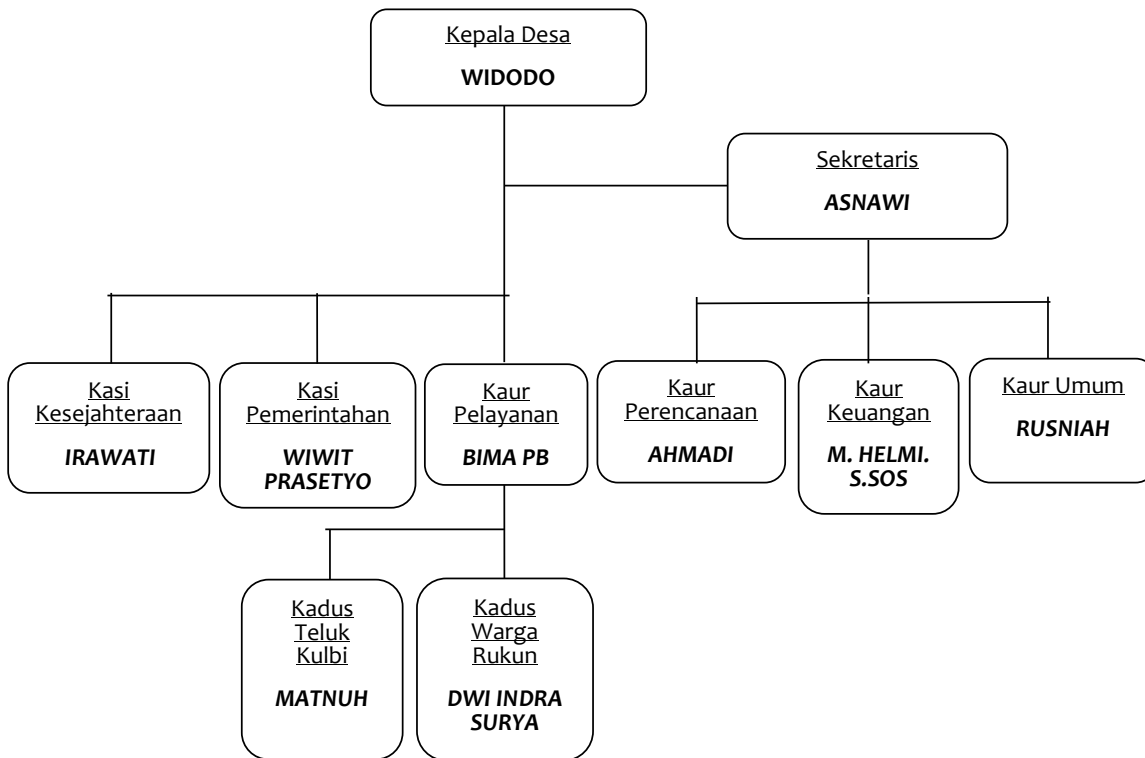 Kepala Desa
WIDODO
Sekretaris
ASNAWI
Kasi
Kesejahteraan
IRAWATI
Kasi
Pemerintahan
WIWIT
PRASETYO
Kaur
Pelayanan
BIMA PB
Kaur
Perencanaan
AHMADI
Kaur
Keuangan
M. HELMI.
S.SOS
Kaur Umum
RUSNIAH
Kadus
Teluk
Kulbi
MATNUH
Kadus
Warga
Rukun
DWI INDRA
SURYA